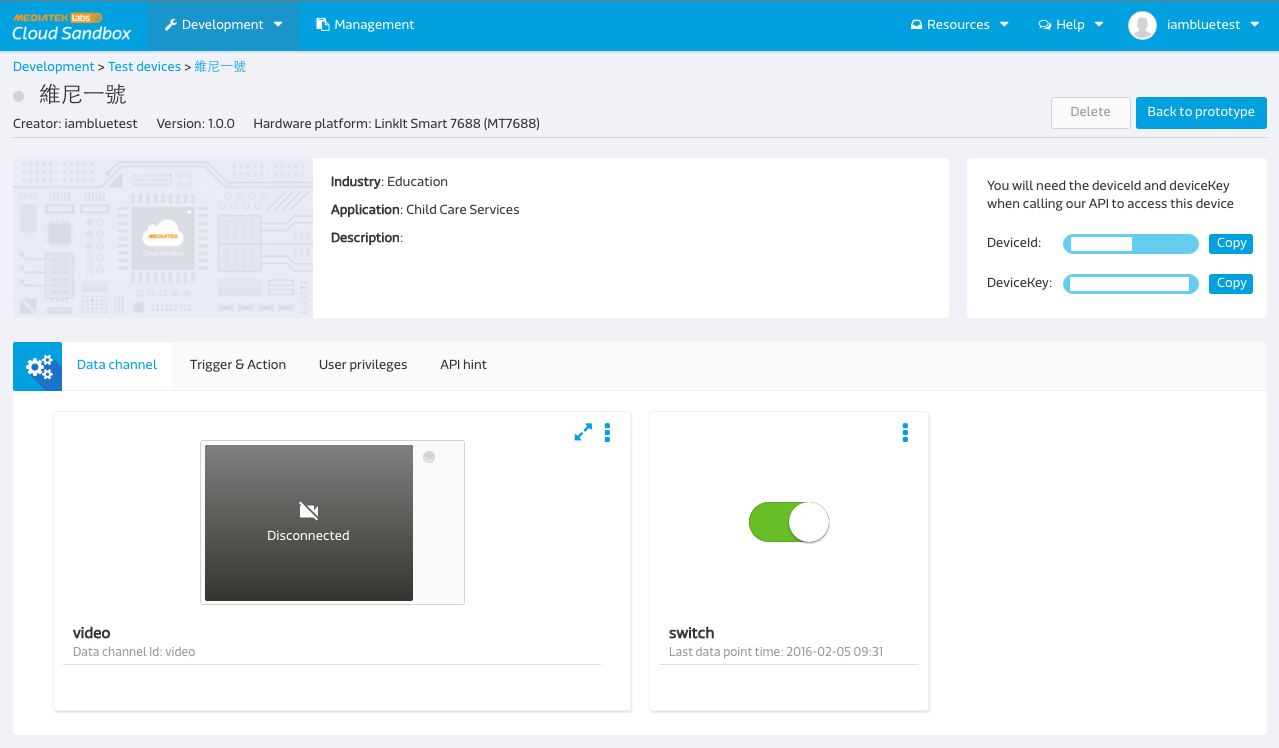 MEDIATEK labs
Cloud Sandbox
Development
Management
Resources
Help
iambluetest
Development > Test devices > 維尼一號
維尼一號
Creator: iambluetest Version: 1.0.0 Hardware platform: LinkIt Smart 7688 (MT7688)
Delete
Back to prototype
MEDIATEK
Cloud Sandbox
Industry: Education
Application: Child Care Services
Description:
You will need the deviceId and deviceKey
when calling our API to access this device
DeviceId:
Copy
DeviceKey:
Copy
Data channel
Trigger & Action
User privileges
API hint
Disconnected
video
Data channel Id: video
switch
Last data point time: 2016-02-05 09:31